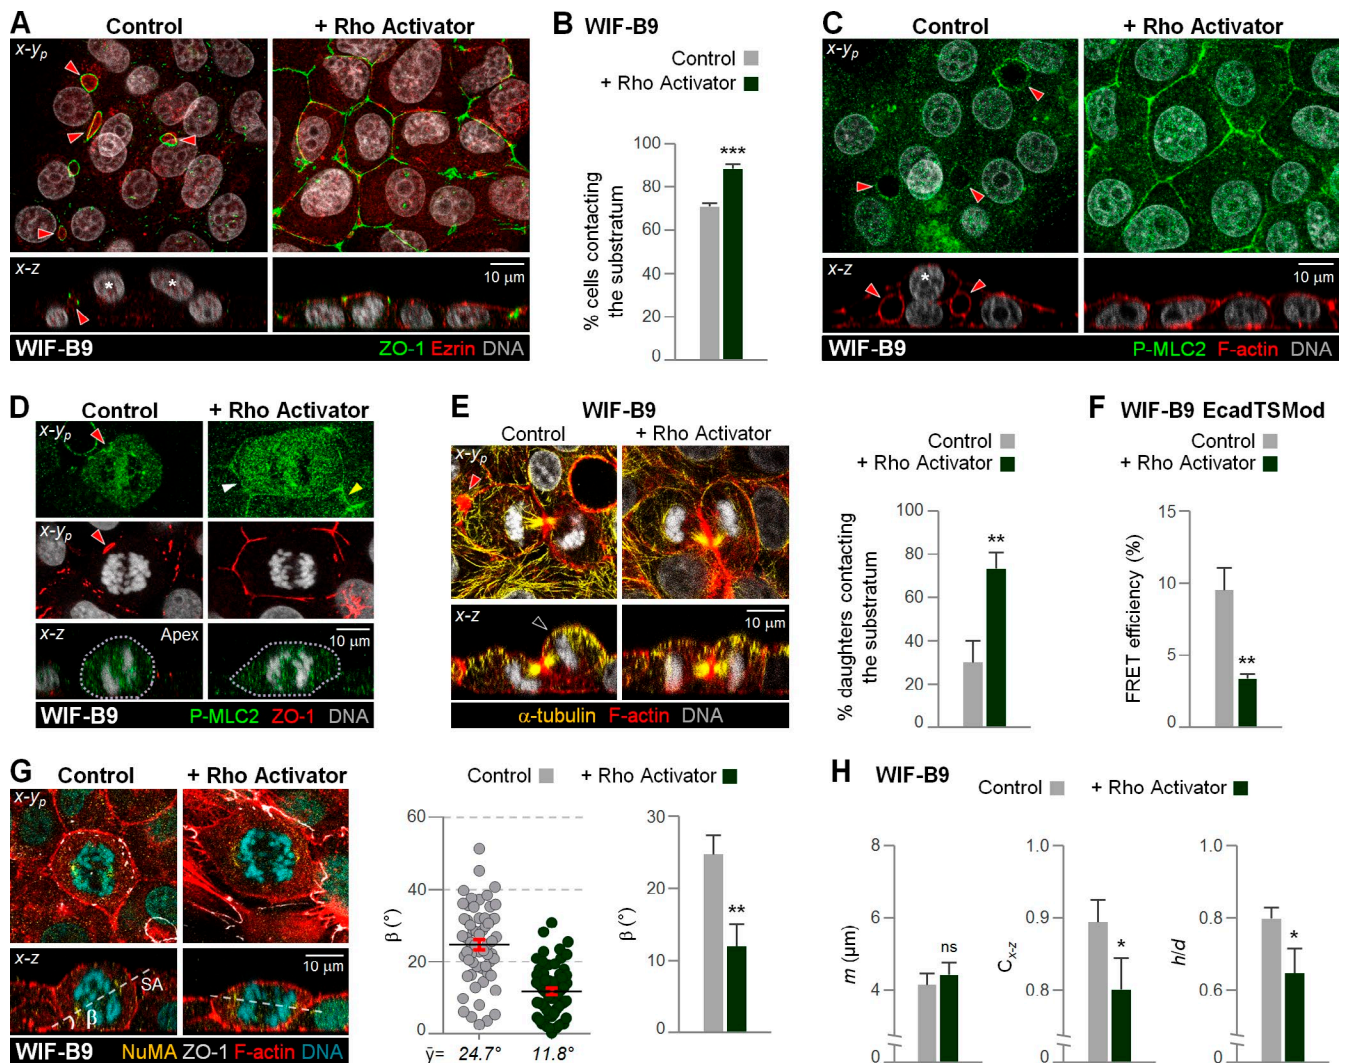 A
Control
+ Rho Activator
x-yp
x-z
*
*
10 µm
WIF-B9
ZO-1 Ezrin DNA
B WIF-B9
Control
+ Rho Activator
% cells contacting
the substratum
100
80
60
40
20
0
***
C
Control
+ Rho Activator
x-yp
x-z
*
10 µm
WIF-B9
P-MLC2 F-actin DNA
D
Control
+ Rho Activator
x-yp
x-yp
x-z
Apex
10 µm
WIF-B9
P-MLC2 ZO-1 DNA
E WIF-B9
Control
+ Rho Activator
x-yp
x-z
10 µm
α-tubulin F-actin DNA
Control
+ Rho Activator
% daughters contacting
the substratum
100
80
60
40
20
0
**
F WIF-B9 EcadTSMod
Control
+ Rho Activator
FRET efficiency (%)
15
10
5
0
**
G
Control
+ Rho Activator
x-yp
x-z
SA
β
10 µm
WIF-B9
NuMA ZO-1 F-actin DNA
Control
+ Rho Activator
β (°)
60
40
20
0
ȳ= 24.7° 11.8°
β (°)
30
20
10
0
**
H WIF-B9
Control
+ Rho Activator
m (µm)
8
6
4
0
ns
Cx-z
1.0
0.9
0.8
0.0
*
h/d
1.0
0.8
0.6
0.0
*